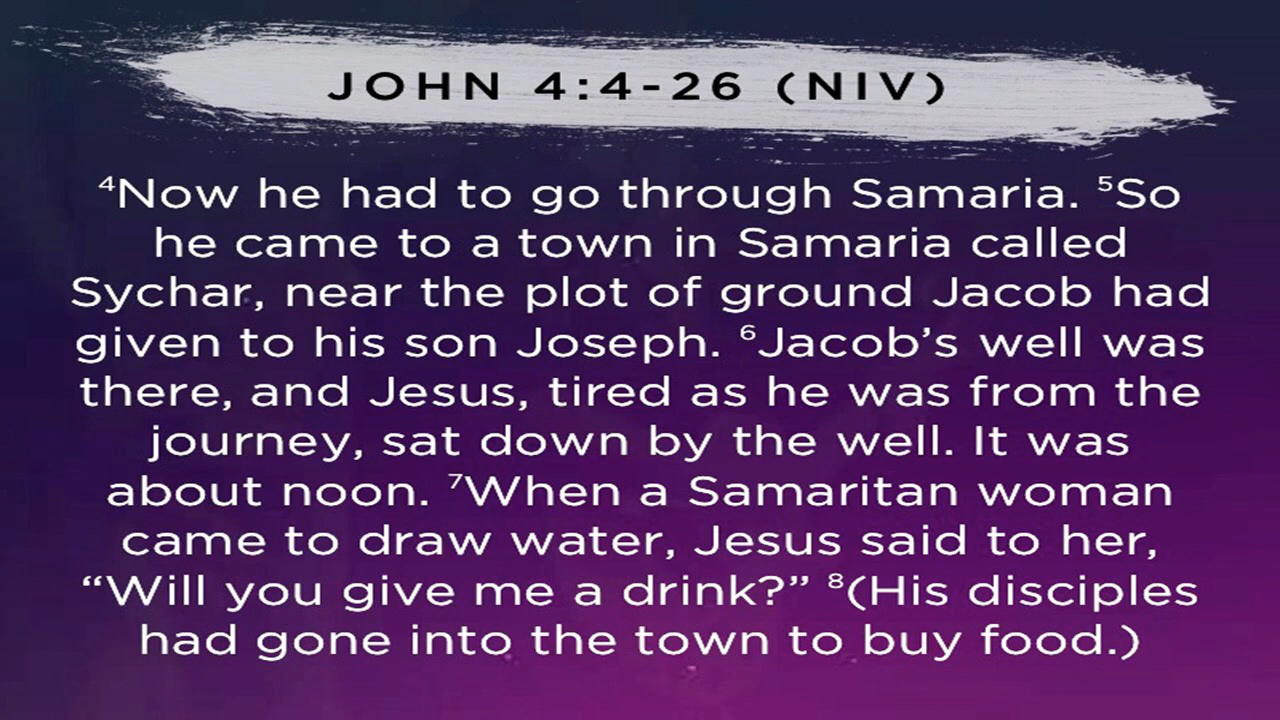 JOHN 4:4-26 (NIV)
⁴Now he had to go through Samaria. ⁵So
he came to a town in Samaria called
Sychar, near the plot of ground Jacob had
given to his son Joseph. ⁶Jacob’s well was
there, and Jesus, tired as he was from the
journey, sat down by the well. It was
about noon. ⁷When a Samaritan woman
came to draw water, Jesus said to her,
“Will you give me a drink?” ⁸(His disciples
had gone into the town to buy food.)